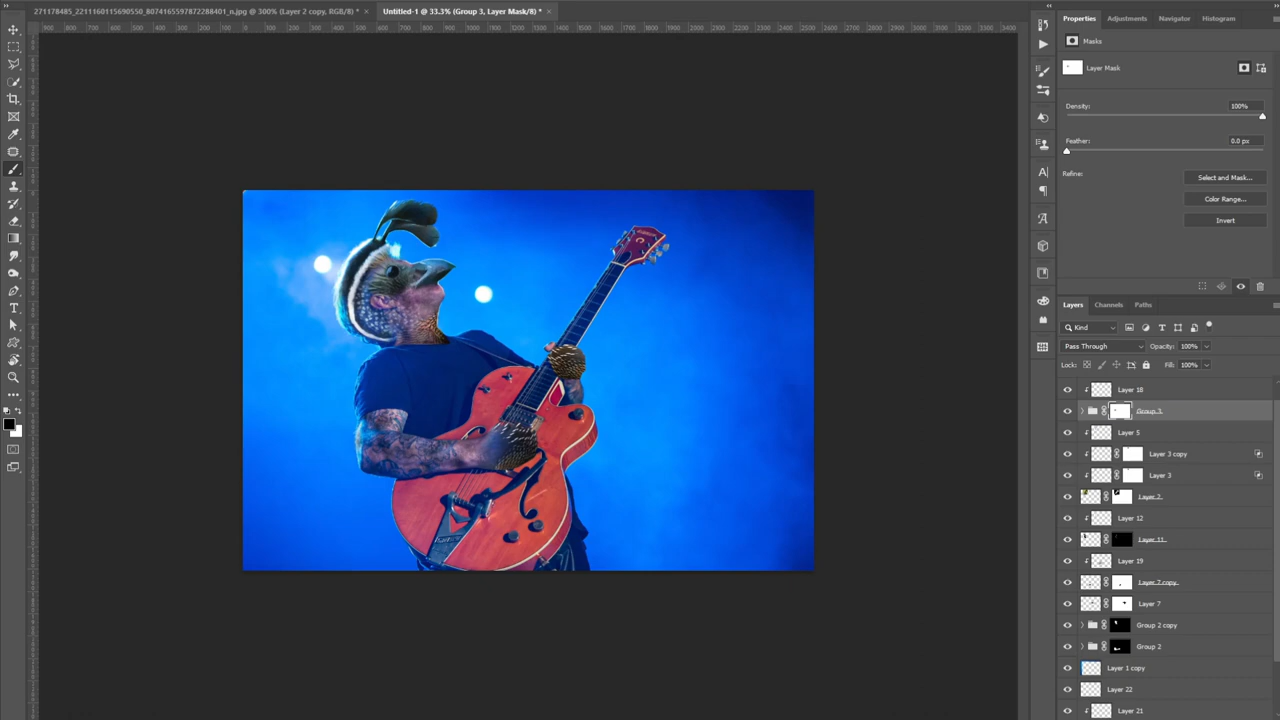 271178485_2211160115690550_8074165597872288401_n.jpg @ 300% (Layer 2 copy, RGB/8) * ×
Untitled-1 @ 33.3% (Group 3, Layer Mask/8) * ×
Properties Adjustments Navigator Histogram
Masks
Layer Mask
Density: 100%
Feather: 0.0 px
Refine: Select and Mask...
Color Range...
Invert
Layers Channels Paths
Kind
Pass Through Opacity: 100%
Lock: Fill: 100%
Layer 18
Group 3
Layer 5
Layer 3 copy
Layer 3
Layer 2
Layer 12
Layer 11
Layer 19
Layer 7 copy
Layer 7
Group 2 copy
Group 2
Layer 1 copy
Layer 22
Layer 21